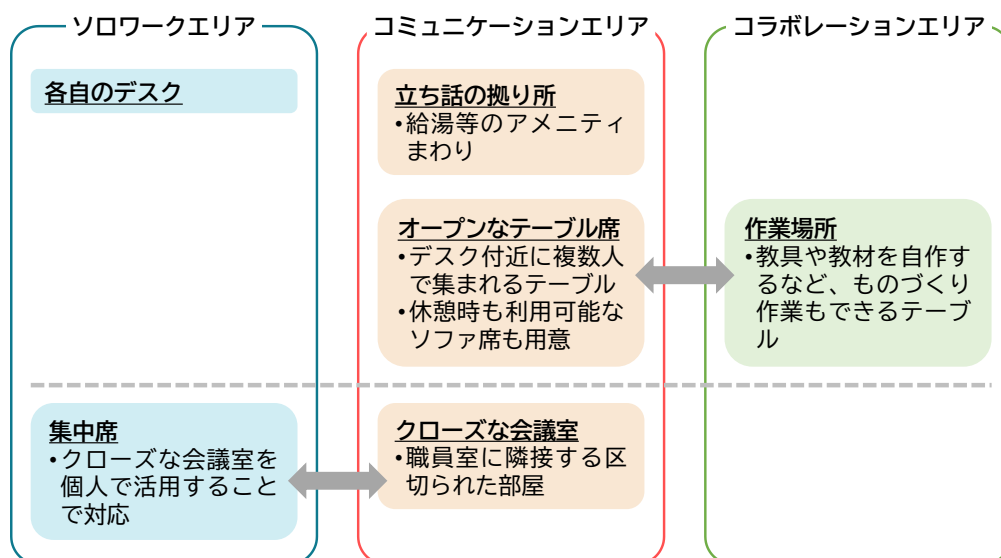 ソロワークエリア
各自のデスク
集中席
•クローズな会議室を
個人で活用すること
で対応
コミュニケーションエリア
立ち話の拠り所
•給湯等のアメニティ
まわり
オープンなテーブル席
•デスク付近に複数人
で集まれるテーブル
•休憩時も利用可能な
ソファ席も用意
クローズな会議室
•職員室に隣接する区
切られた部屋
コラボレーションエリア
作業場所
•教具や教材を自作す
るなど、ものづくり
作業もできるテーブ
ル